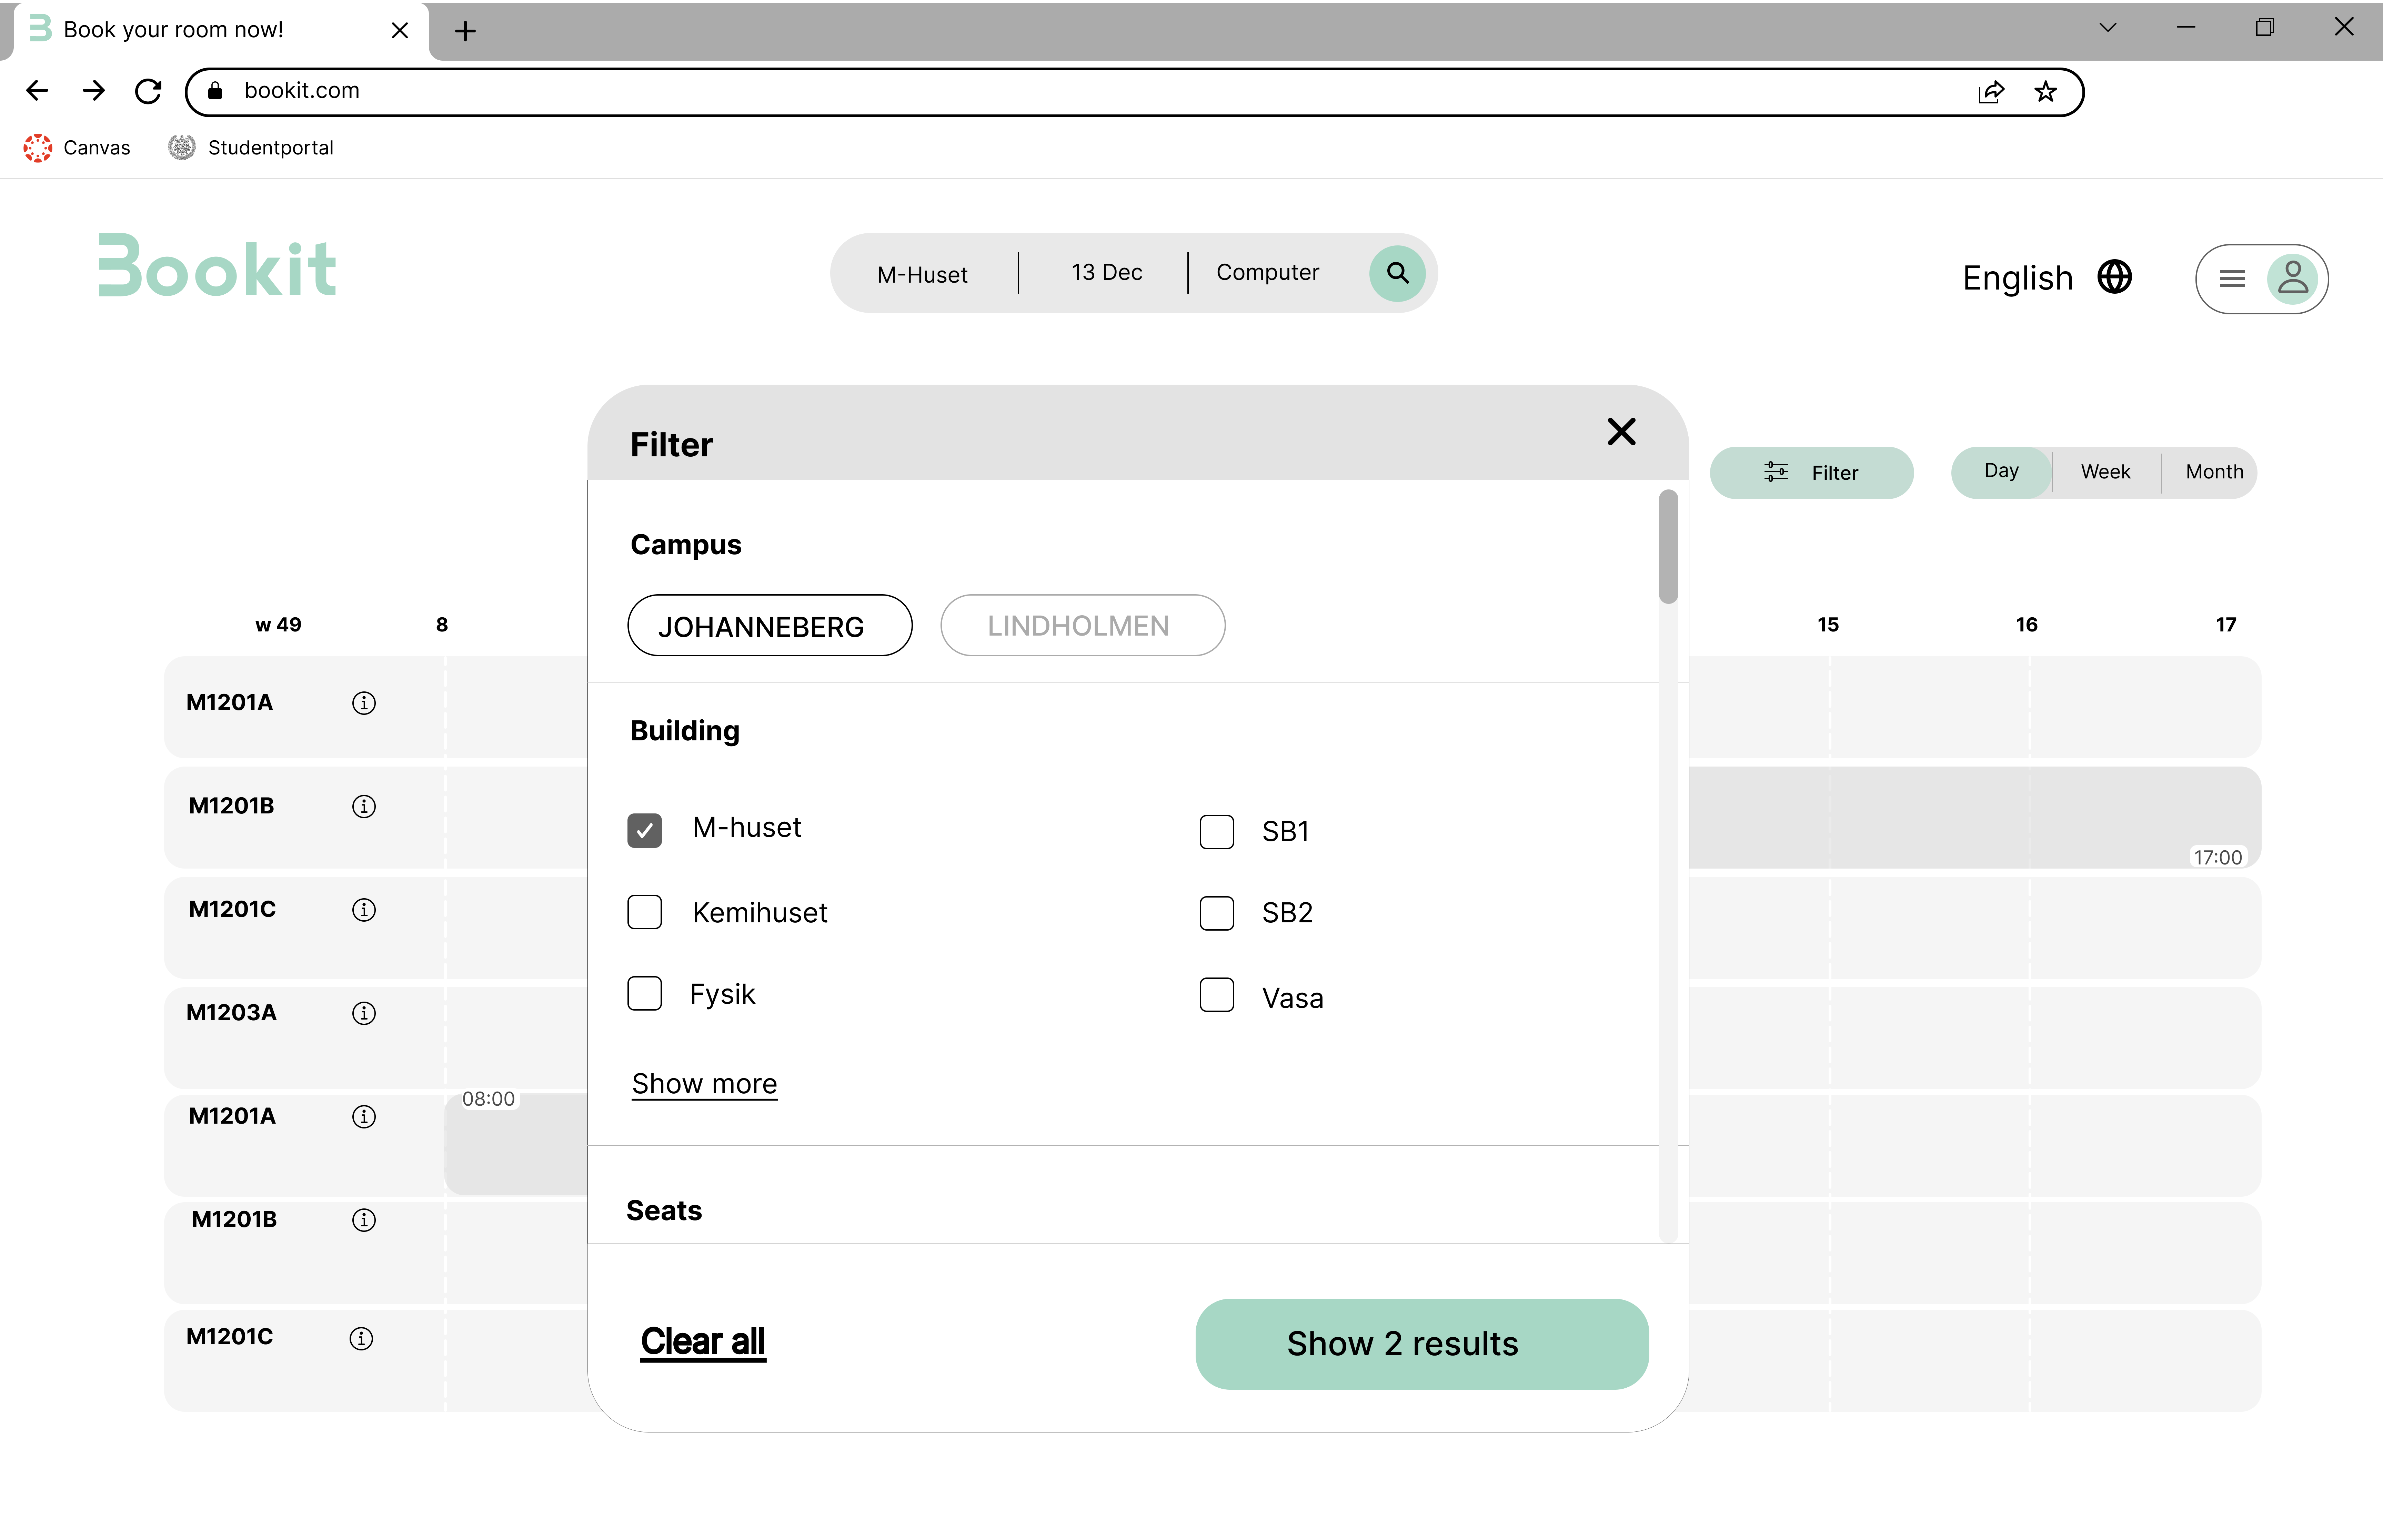 Book your room now!
bookit.com
Canvas
Studentportal
Bookit
M-Huset
13 Dec
Computer
English
Filter
Filter
Day
Week
Month
Campus
JOHANNEBERG
LINDHOLMEN
w 49
8
15
16
17
M1201A
Building
M1201B
M-huset
SB1
17:00
M1201C
Kemihuset
SB2
M1203A
Fysik
Vasa
Show more
08:00
M1201A
M1201B
Seats
M1201C
Clear all
Show 2 results